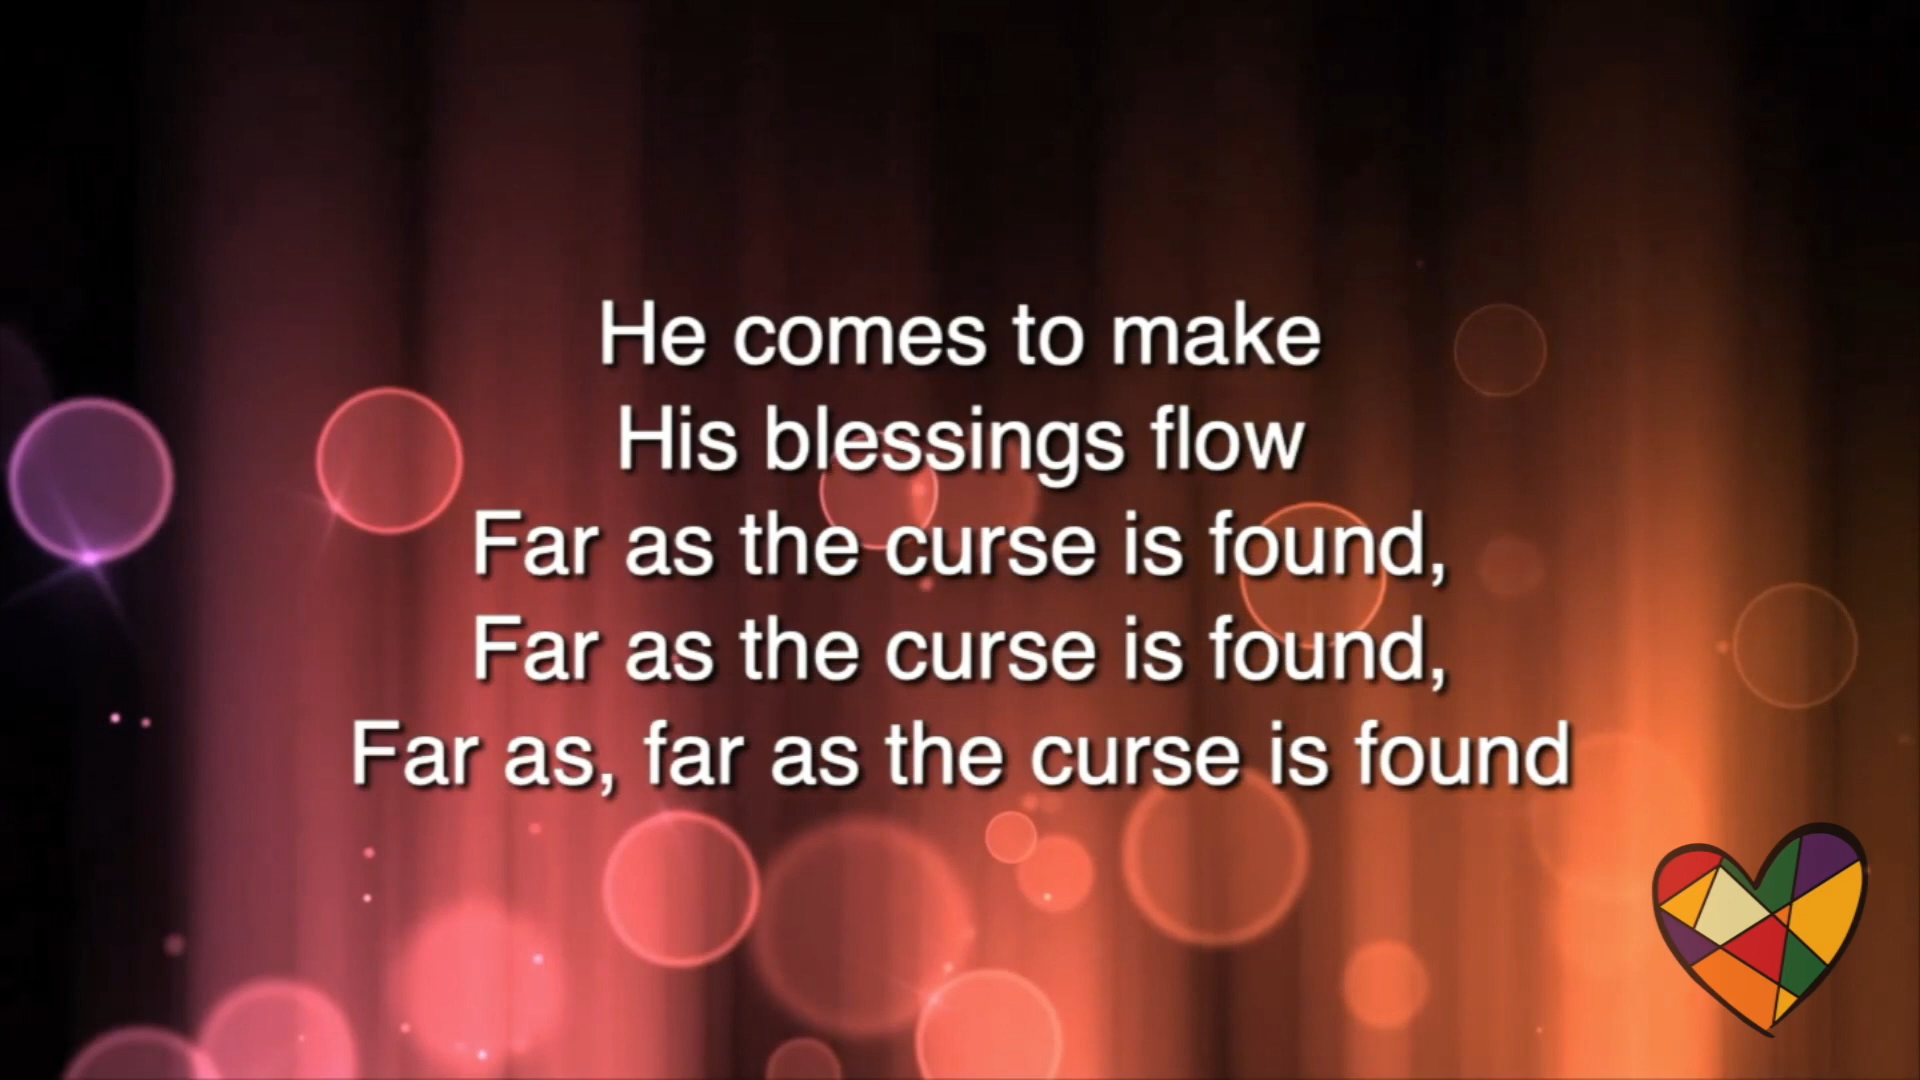 He comes to make
His blessings flow
Far as the curse is found,
Far as the curse is found,
Far as, far as the curse is found